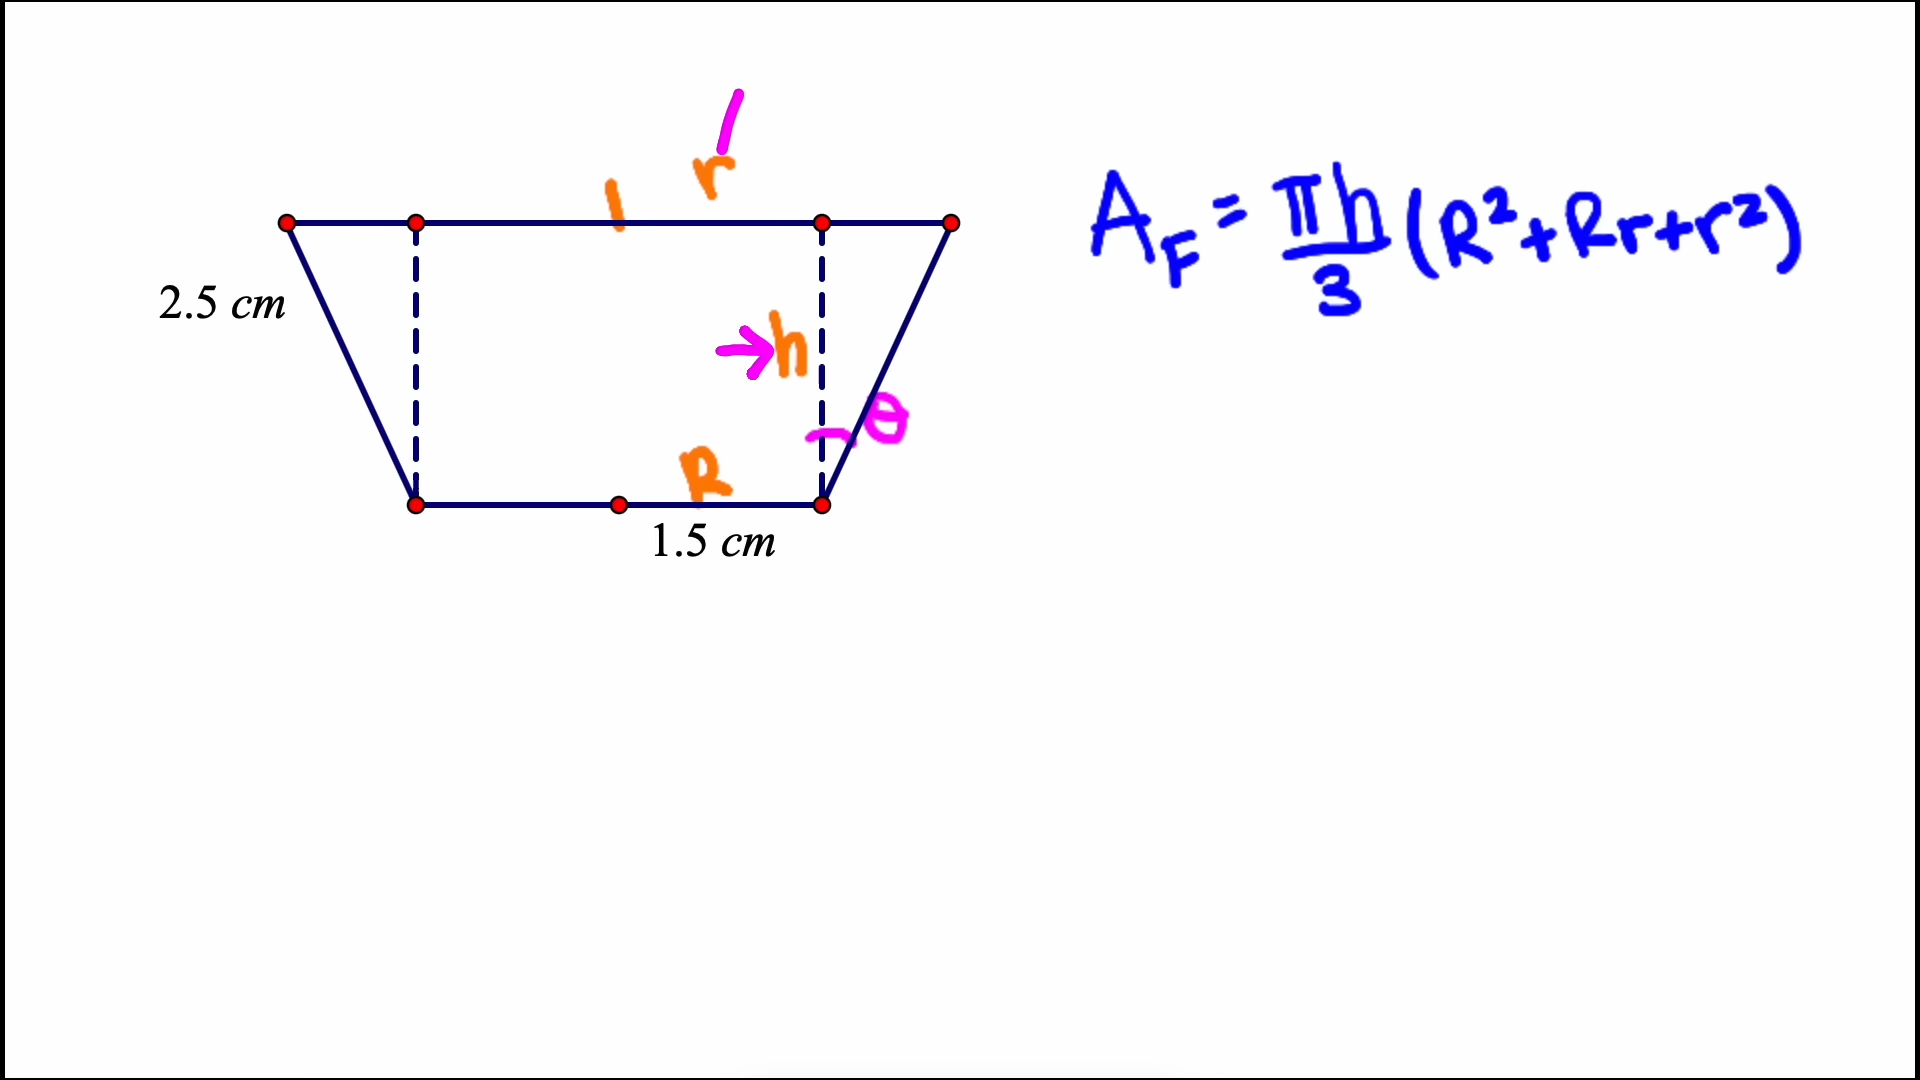 r
A_F = πh/3 (R² + Rr + r²)
2.5 cm
h
θ
R
1.5 cm